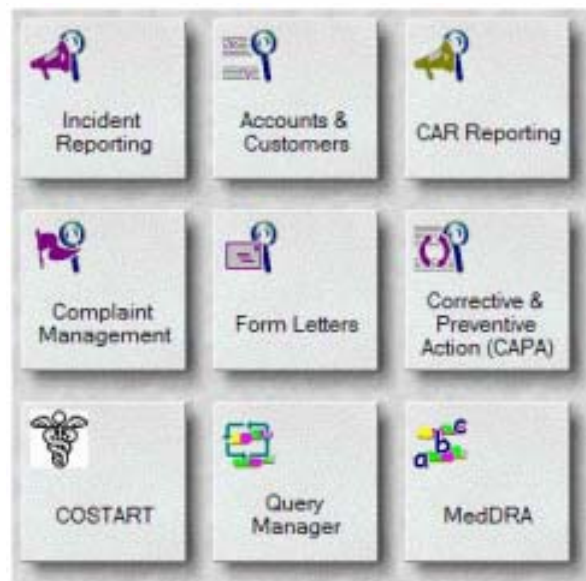 Incident
Reporting
Accounts &
Customers
CAR Reporting
Complaint
Management
Form Letters
Corrective &
Preventive
Action (CAPA)
COSTART
Query
Manager
a b c
MedDRA